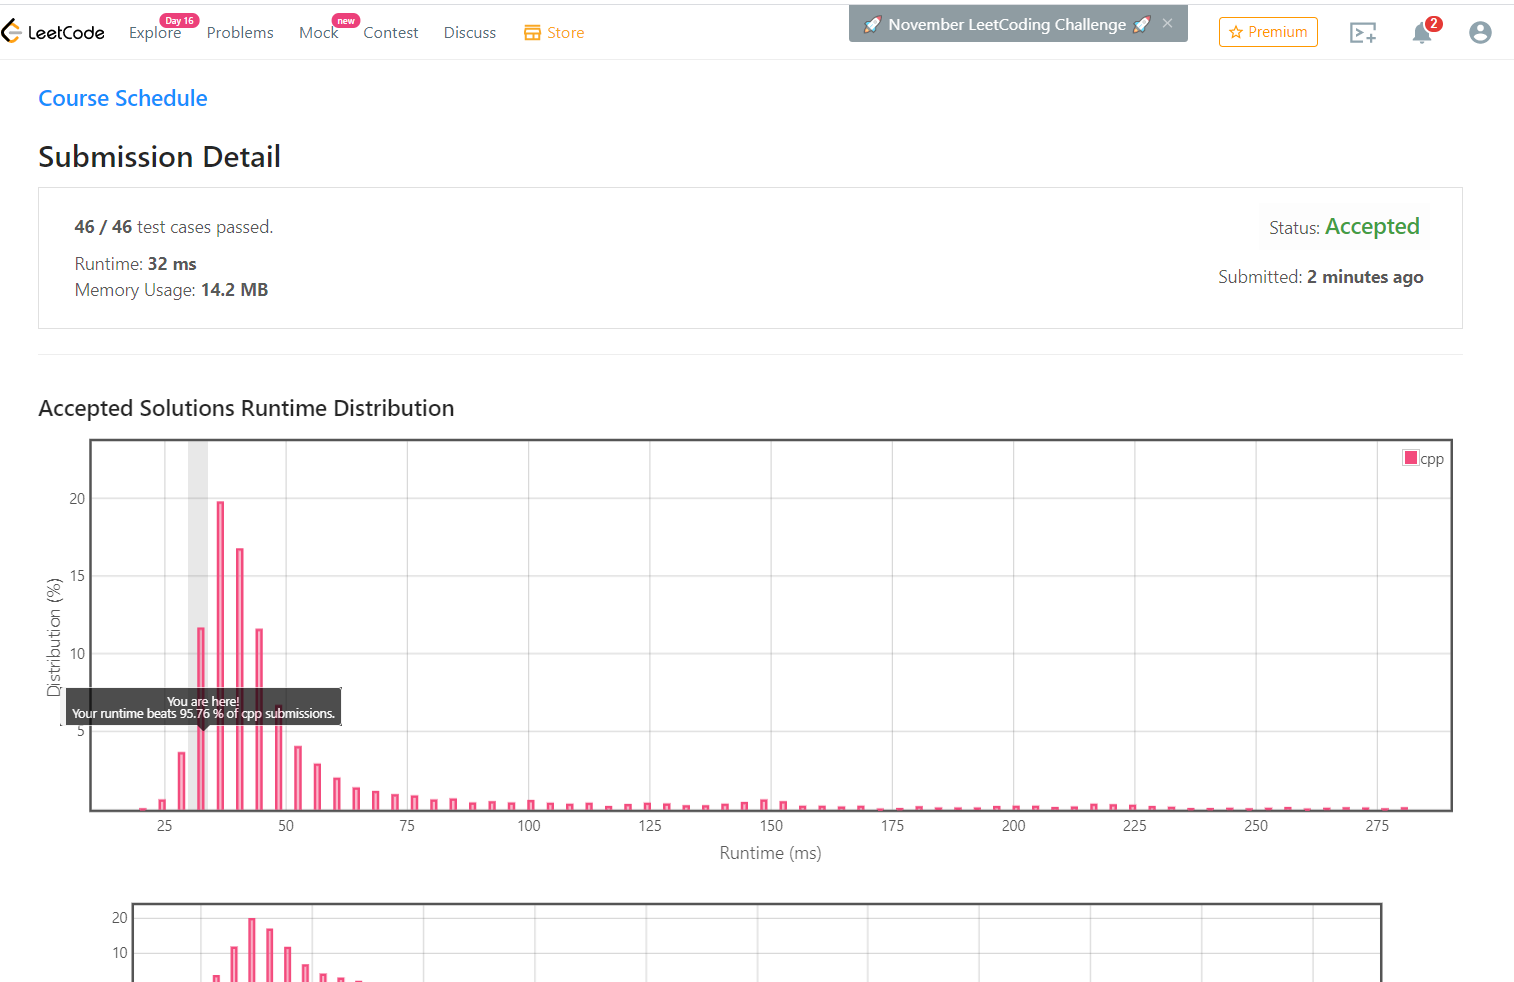 LeetCode Explore Day 16 Problems Mock new Contest Discuss Store 🚀 November LeetCoding Challenge 🚀 × Premium 2
Course Schedule
Submission Detail
46 / 46 test cases passed.
Status: Accepted
Runtime: 32 ms
Submitted: 2 minutes ago
Memory Usage: 14.2 MB
Accepted Solutions Runtime Distribution
cpp
20
15
10
5
Distribution (%)
You are here!
Your runtime beats 95.76 % of cpp submissions.
25 50 75 100 125 150 175 200 225 250 275
Runtime (ms)
20
10